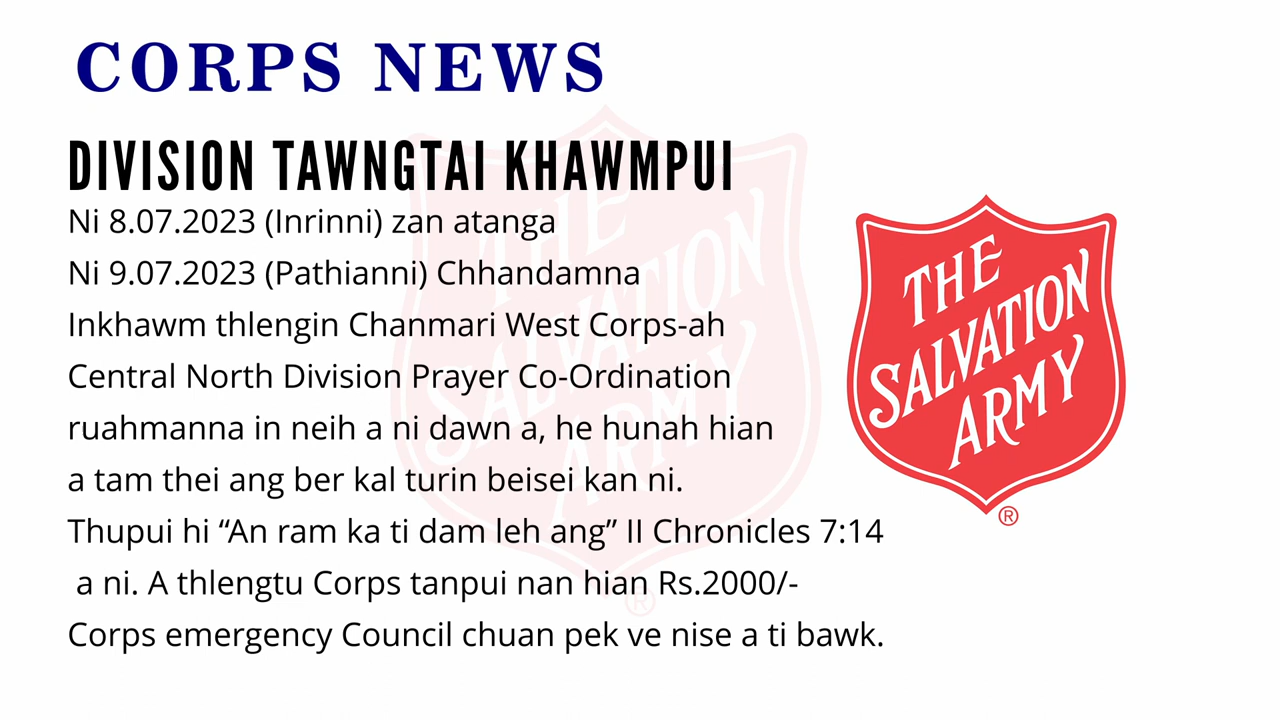 CORPS NEWS
DIVISION TAWNGTAI KHAWMPUI
Ni 8.07.2023 (Inrinni) zan atanga
Ni 9.07.2023 (Pathianni) Chhandamna
Inkhawm thlengin Chanmari West Corps-ah
Central North Division Prayer Co-Ordination
ruahmanna in neih a ni dawn a, he hunah hian
a tam thei ang ber kal turin beisei kan ni.
Thupui hi “An ram ka ti dam leh ang” II Chronicles 7:14
a ni. A thlengtu Corps tanpui nan hian Rs.2000/-
Corps emergency Council chuan pek ve nise a ti bawk.
THE
SALVATION
ARMY
®
THE
SALVATION
ARMY
®